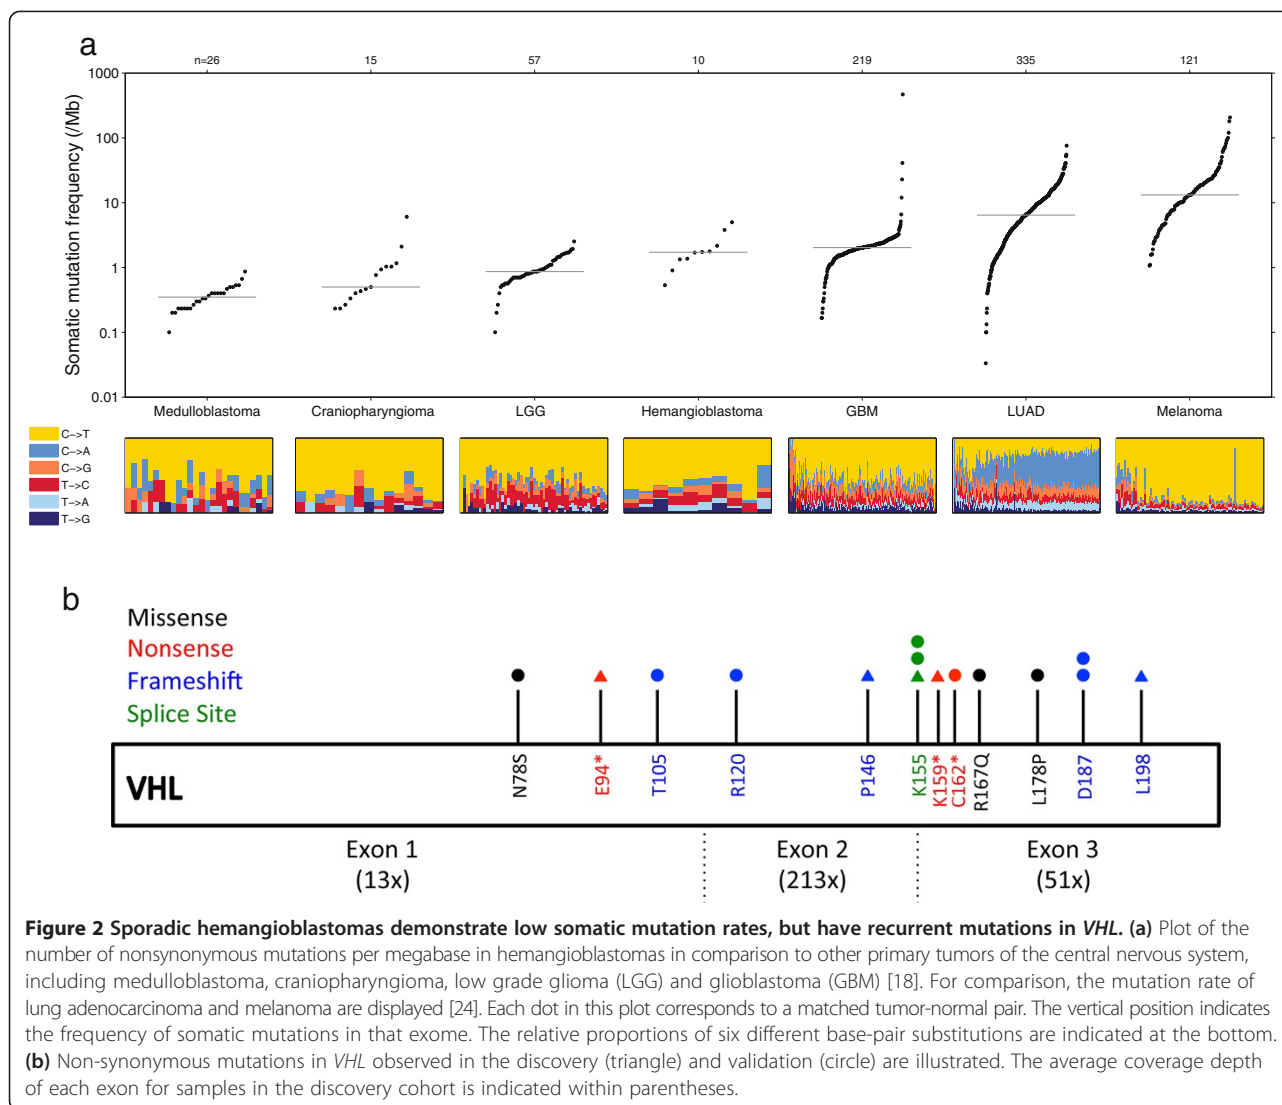 a
n=26 15 57 10 219 335 121
Somatic mutation frequency (/Mb)
1000
100
10
1
0.1
0.01
Medulloblastoma Craniopharyngioma LGG Hemangioblastoma GBM LUAD Melanoma
C->T
C->A
C->G
T->C
T->A
T->G
b
Missense
Nonsense
Frameshift
Splice Site
VHL
N78S E94* T105 R120 P146 K155 K159* C162* R167Q L178P D187 L198
Exon 1 Exon 2 Exon 3
(13x) (213x) (51x)
Figure 2 Sporadic hemangioblastomas demonstrate low somatic mutation rates, but have recurrent mutations in VHL. (a) Plot of the
number of nonsynonymous mutations per megabase in hemangioblastomas in comparison to other primary tumors of the central nervous system,
including medulloblastoma, craniopharyngioma, low grade glioma (LGG) and glioblastoma (GBM) [18]. For comparison, the mutation rate of
lung adenocarcinoma and melanoma are displayed [24]. Each dot in this plot corresponds to a matched tumor-normal pair. The vertical position indicates
the frequency of somatic mutations in that exome. The relative proportions of six different base-pair substitutions are indicated at the bottom.
(b) Non-synonymous mutations in VHL observed in the discovery (triangle) and validation (circle) are illustrated. The average coverage depth
of each exon for samples in the discovery cohort is indicated within parentheses.